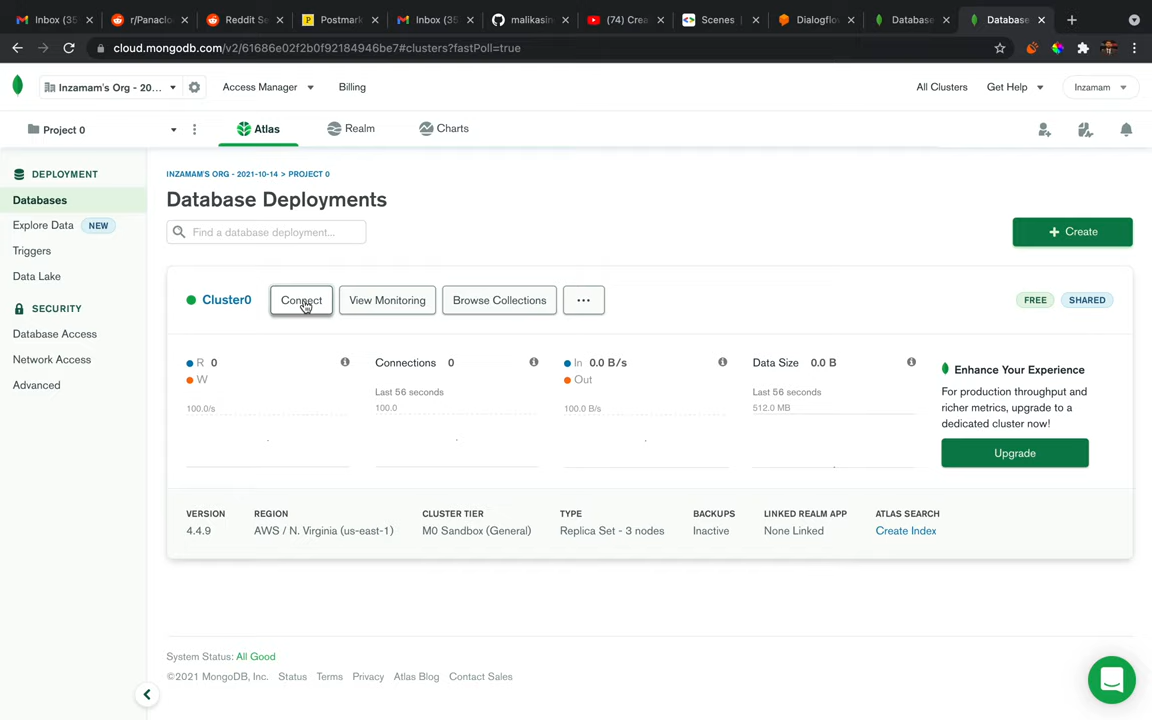 Inbox (35
r/Panaclo
Reddit Se
Postmark
Inbox (35
malikasin
(74) Crea
Scenes
Dialogflo
Database
Database
cloud.mongodb.com/v2/61686e02f2b0f92184946be7#clusters?fastPoll=true
Inzamam's Org - 20...
Access Manager
Billing
All Clusters
Get Help
Inzamam
Project 0
Atlas
Realm
Charts
DEPLOYMENT
Databases
Explore Data NEW
Triggers
Data Lake
SECURITY
Database Access
Network Access
Advanced
INZAMAM'S ORG - 2021-10-14 > PROJECT 0
Database Deployments
Find a database deployment...
+ Create
Cluster0
Connect
View Monitoring
Browse Collections
...
FREE
SHARED
R 0
W
100.0/s
Connections 0
Last 56 seconds
100.0
In 0.0 B/s
Out
100.0 B/s
Data Size 0.0 B
Last 56 seconds
512.0 MB
Enhance Your Experience
For production throughput and
richer metrics, upgrade to a
dedicated cluster now!
Upgrade
VERSION
4.4.9
REGION
AWS / N. Virginia (us-east-1)
CLUSTER TIER
M0 Sandbox (General)
TYPE
Replica Set - 3 nodes
BACKUPS
Inactive
LINKED REALM APP
None Linked
ATLAS SEARCH
Create Index
System Status: All Good
©2021 MongoDB, Inc. Status Terms Privacy Atlas Blog Contact Sales